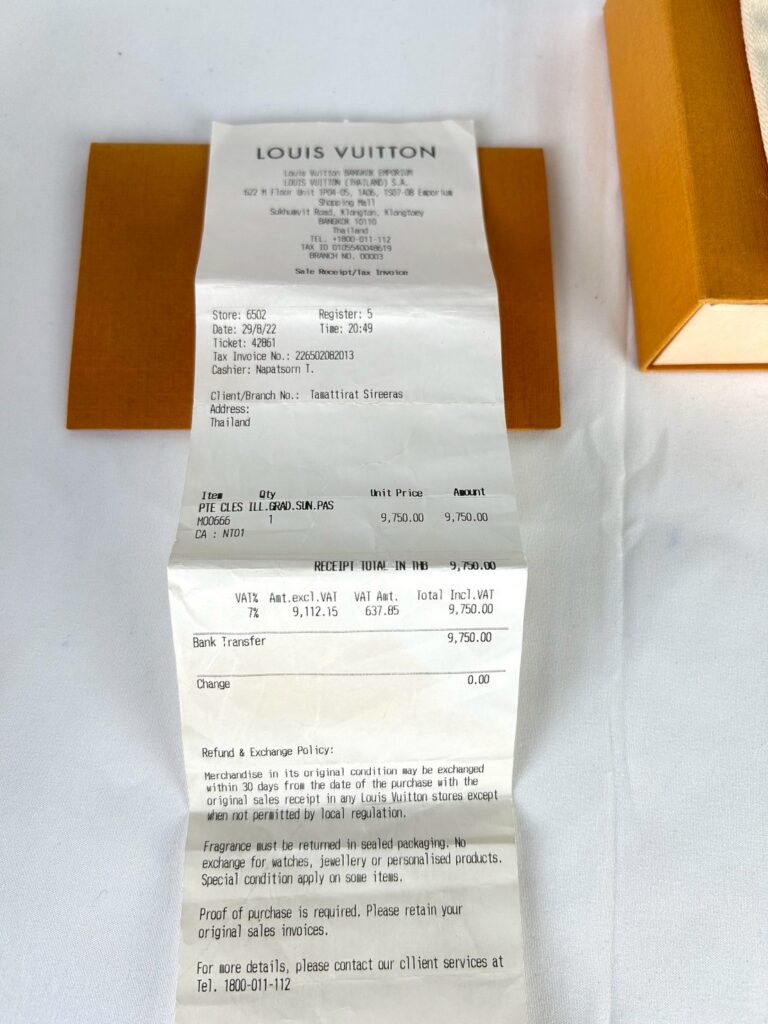 LOUIS VUITTON
Louis Vuitton BANGKOK EMPORIUM
LOUIS VUITTON (THAILAND) S.A.
622 M Floor Unit 1P04-05, 1A06, 1S07-08 Emporium
Shopping Mall
Sukhumvit Road, Klongton, Klongtoey
BANGKOK 10110
Thailand
TEL. +1800-011-112
TAX ID 0105540048619
BRANCH NO. 00003
Sale Receipt/Tax Invoice
Store: 6502 Register: 5
Date: 29/8/22 Time: 20:49
Ticket: 42861
Tax Invoice No.: 226502082013
Cashier: Napatsorn T.
Client/Branch No.: Tamattirat Sireeras
Address:
Thailand
Item Qty Unit Price Amount
PTE CLES ILL.GRAD.SUN.PAS
M00666 1 9,750.00 9,750.00
CA : NT01
RECEIPT TOTAL IN THB 9,750.00
VAT% Amt.excl.VAT VAT Amt. Total Incl.VAT
7% 9,112.15 637.85 9,750.00
Bank Transfer 9,750.00
Change 0.00
Refund & Exchange Policy:
Merchandise in its original condition may be exchanged
within 30 days from the date of the purchase with the
original sales receipt in any Louis Vuitton stores except
when not permitted by local regulation.
Fragrance must be returned in sealed packaging. No
exchange for watches, jewellery or personalised products.
Special condition apply on some items.
Proof of purchase is required. Please retain your
original sales invoices.
For more details, please contact our cllient services at
Tel. 1800-011-112